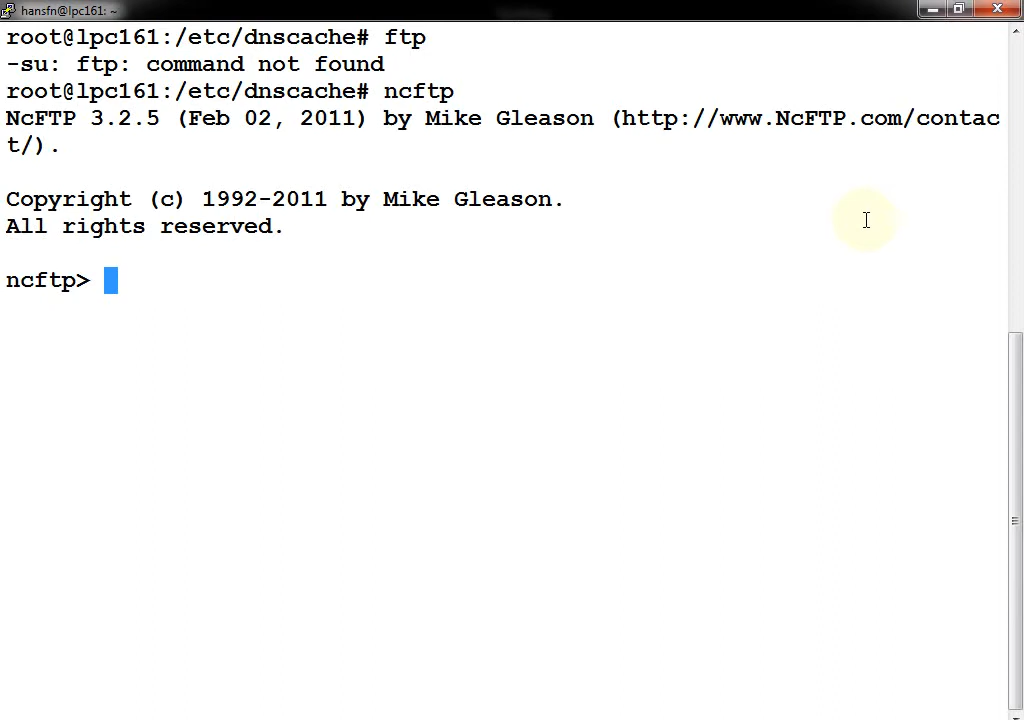 hansfn@lpc161: ~
root@lpc161:/etc/dnscache# ftp
-su: ftp: command not found
root@lpc161:/etc/dnscache# ncftp
NcFTP 3.2.5 (Feb 02, 2011) by Mike Gleason (http://www.NcFTP.com/contac
t/).
Copyright (c) 1992-2011 by Mike Gleason.
All rights reserved.
ncftp>